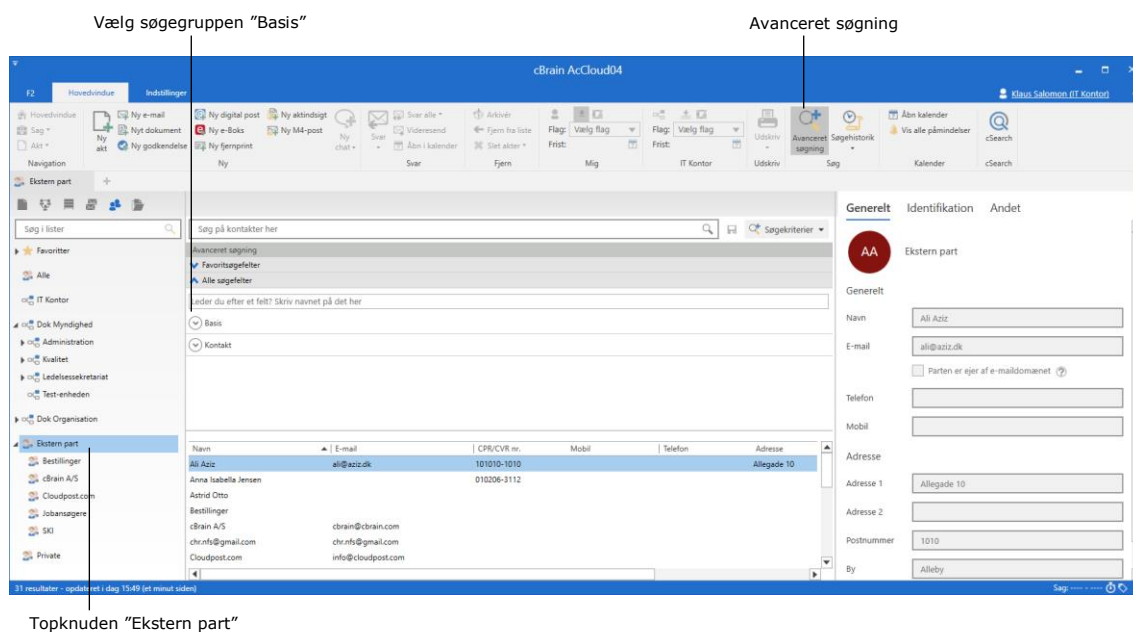 Vælg søgegruppen ”Basis”
Avanceret søgning
cBrain AcCloud04
F2 Hovedvindue Indstillinger
Klaus Salomon (IT Kontor)
Hovedvindue
Sag
Akt
Navigation
Ny akt
Ny e-mail
Nyt dokument
Ny godkendelse
Ny digital post
Ny e-Boks
Ny fjernprint
Ny aktindsigt
Ny M4-post
Ny chat
Ny
Svar
Svar alle
Videresend
Åbn i kalender
Svar
Arkivér
Fjern fra liste
Slet akter
Fjern
Flag: Vælg flag
Frist:
Mig
Flag: Vælg flag
Frist:
IT Kontor
Udskriv
Udskriv
Avanceret søgning
Søgehistorik
Søg
Åbn kalender
Vis alle påmindelser
Kalender
cSearch
cSearch
Ekstern part +
Søg i lister
Favoritter
Alle
IT Kontor
Dok Myndighed
Administration
Kvalitet
Ledelsessekretariat
Test-enheden
Dok Organisation
Ekstern part
Bestillinger
cBrain A/S
Cloudpost.com
Jobansøgere
SKI
Private
Søg på kontakter her
Søgekriterier
Avanceret søgning
Favoritsøgefelter
Alle søgefelter
Leder du efter et felt? Skriv navnet på det her
Basis
Kontakt
Navn E-mail CPR/CVR nr. Mobil Telefon Adresse
Ali Aziz ali@aziz.dk 101010-1010 Allegade 10
Anna Isabella Jensen 010206-3112
Astrid Otto
Bestillinger
cBrain A/S cbrain@cbrain.com
chr.nfs@gmail.com chr.nfs@gmail.com
Cloudpost.com info@cloudpost.com
Generelt Identifikation Andet
AA Ekstern part
Generelt
Navn Ali Aziz
E-mail ali@aziz.dk
Parten er ejer af e-maildomænet ?
Telefon
Mobil
Adresse
Adresse 1 Allegade 10
Adresse 2
Postnummer 1010
By Alleby
31 resultater - opdateret i dag 15:49 (et minut siden)
Sag: ---- - ----
Topknuden ”Ekstern part”